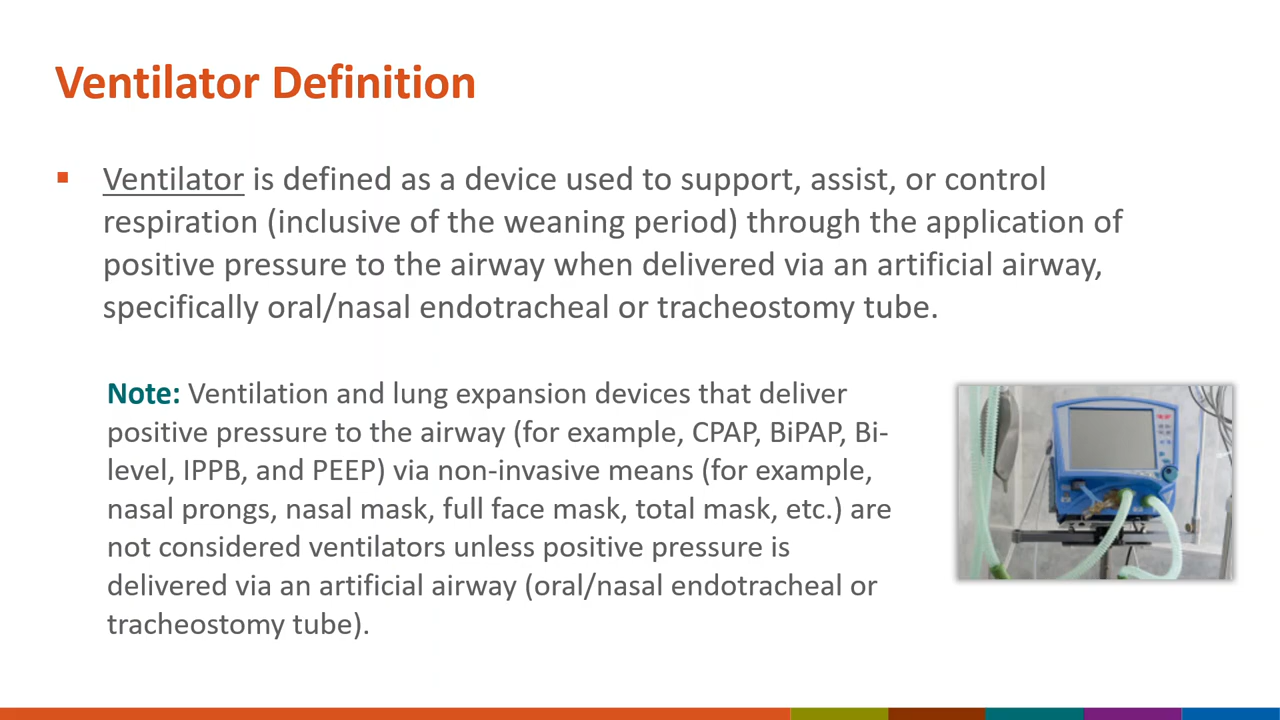 Ventilator Definition
▪ Ventilator is defined as a device used to support, assist, or control
respiration (inclusive of the weaning period) through the application of
positive pressure to the airway when delivered via an artificial airway,
specifically oral/nasal endotracheal or tracheostomy tube.
Note: Ventilation and lung expansion devices that deliver
positive pressure to the airway (for example, CPAP, BiPAP, Bi-
level, IPPB, and PEEP) via non-invasive means (for example,
nasal prongs, nasal mask, full face mask, total mask, etc.) are
not considered ventilators unless positive pressure is
delivered via an artificial airway (oral/nasal endotracheal or
tracheostomy tube).